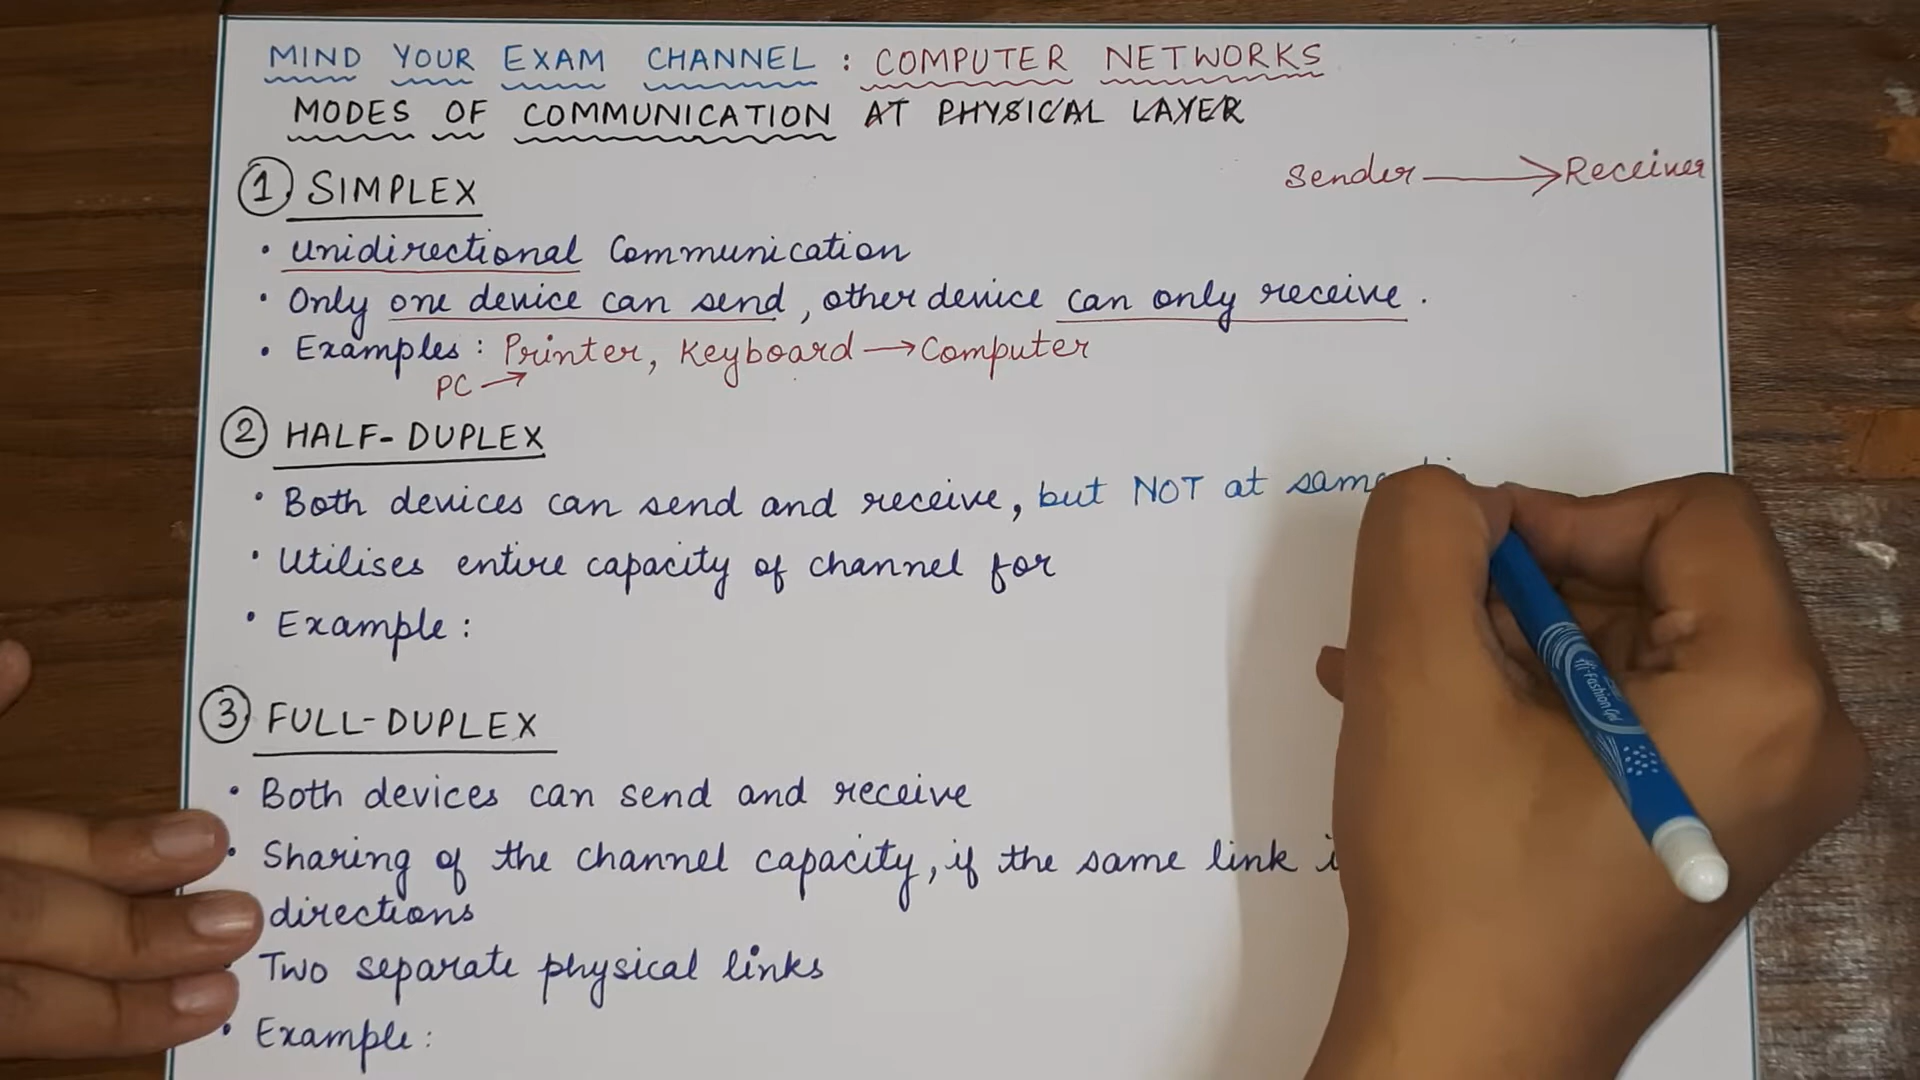 MIND YOUR EXAM CHANNEL : COMPUTER NETWORKS
MODES OF COMMUNICATION AT PHYSICAL LAYER
Sender → Receiver
① SIMPLEX
• Unidirectional Communication
• Only one device can send, other device can only receive.
• Examples: Printer, Keyboard → Computer
PC →
② HALF-DUPLEX
• Both devices can send and receive, but NOT at same
• Utilises entire capacity of channel for
• Example:
③ FULL-DUPLEX
• Both devices can send and receive
• Sharing of the channel capacity, if the same link
directions
• Two separate physical links
• Example:
Hi-Fashion Gel